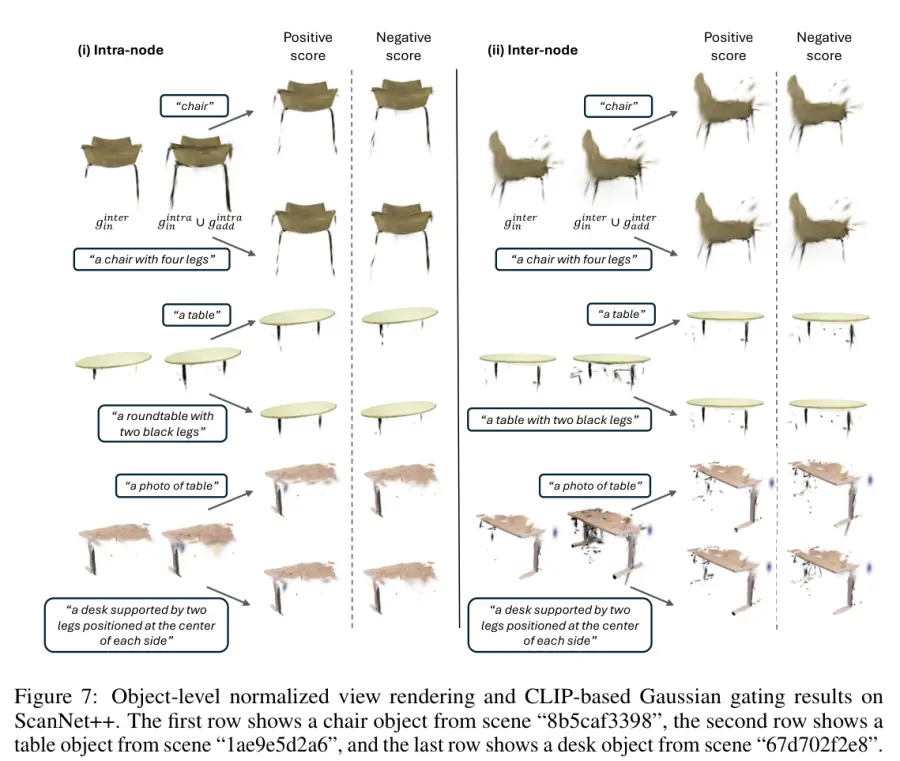 (i) Intra-node
Positive score
Negative score
(ii) Inter-node
Positive score
Negative score
“chair”
g_in^inter
g_in^intra ∪ g_add^intra
“a chair with four legs”
“chair”
g_in^inter
g_in^inter ∪ g_add^inter
“a chair with four legs”
“a table”
“a roundtable with
two black legs”
“a table”
“a table with two black legs”
“a photo of table”
“a desk supported by two
legs positioned at the center
of each side”
“a photo of table”
“a desk supported by two
legs positioned at the center
of each side”
Figure 7: Object-level normalized view rendering and CLIP-based Gaussian gating results on
ScanNet++. The first row shows a chair object from scene “8b5caf3398”, the second row shows a
table object from scene “1ae9e5d2a6”, and the last row shows a desk object from scene “67d702f2e8”.